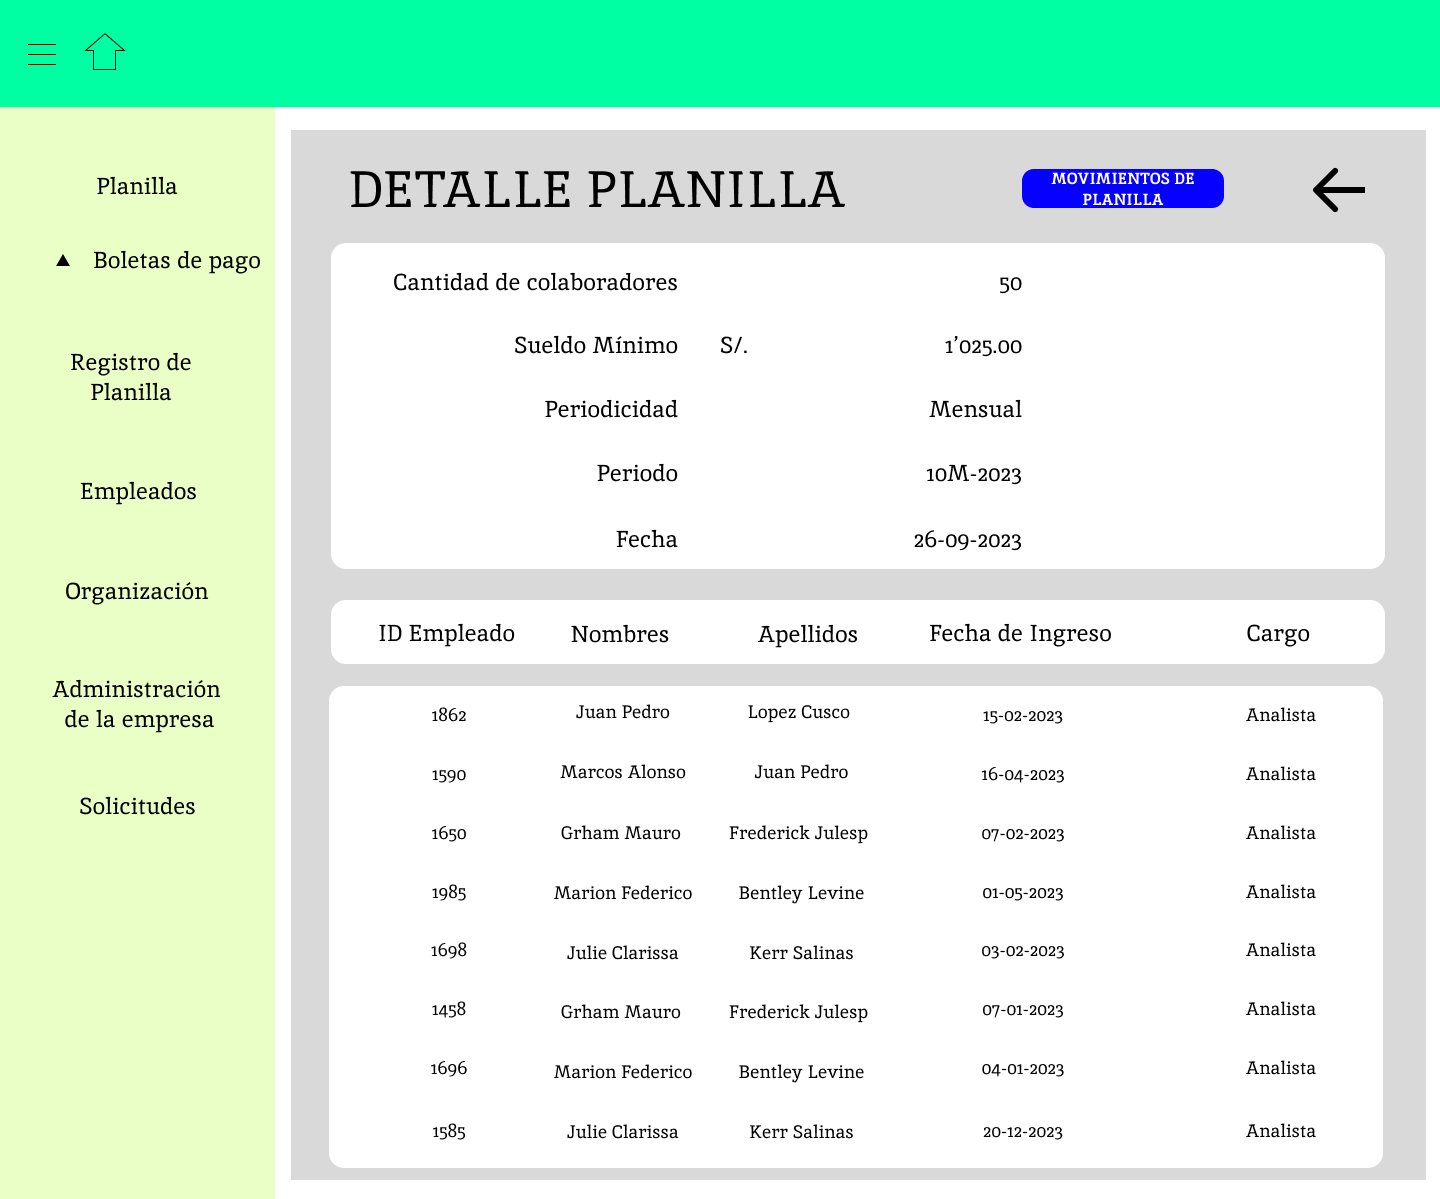 Planilla
Boletas de pago
Registro de
Planilla
Empleados
Organización
Administración
de la empresa
Solicitudes
DETALLE PLANILLA
MOVIMIENTOS DE
PLANILLA
Cantidad de colaboradores 50
Sueldo Mínimo S/. 1’025.00
Periodicidad Mensual
Periodo 10M-2023
Fecha 26-09-2023
ID Empleado Nombres Apellidos Fecha de Ingreso Cargo
1862 Juan Pedro Lopez Cusco 15-02-2023 Analista
1590 Marcos Alonso Juan Pedro 16-04-2023 Analista
1650 Grham Mauro Frederick Julesp 07-02-2023 Analista
1985 Marion Federico Bentley Levine 01-05-2023 Analista
1698 Julie Clarissa Kerr Salinas 03-02-2023 Analista
1458 Grham Mauro Frederick Julesp 07-01-2023 Analista
1696 Marion Federico Bentley Levine 04-01-2023 Analista
1585 Julie Clarissa Kerr Salinas 20-12-2023 Analista